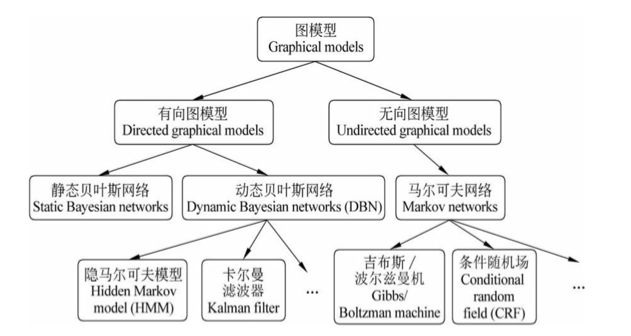 图模型
Graphical models
有向图模型
Directed graphical models
无向图模型
Undirected graphical models
静态贝叶斯网络
Static Bayesian networks
动态贝叶斯网络
Dynamic Bayesian networks (DBN)
马尔可夫网络
Markov networks
隐马尔可夫模型
Hidden Markov
model (HMM)
卡尔曼
滤波器
Kalman filter
...
吉布斯/
波尔兹曼机
Gibbs/
Boltzman machine
条件随机场
Conditional
random
field (CRF)
...